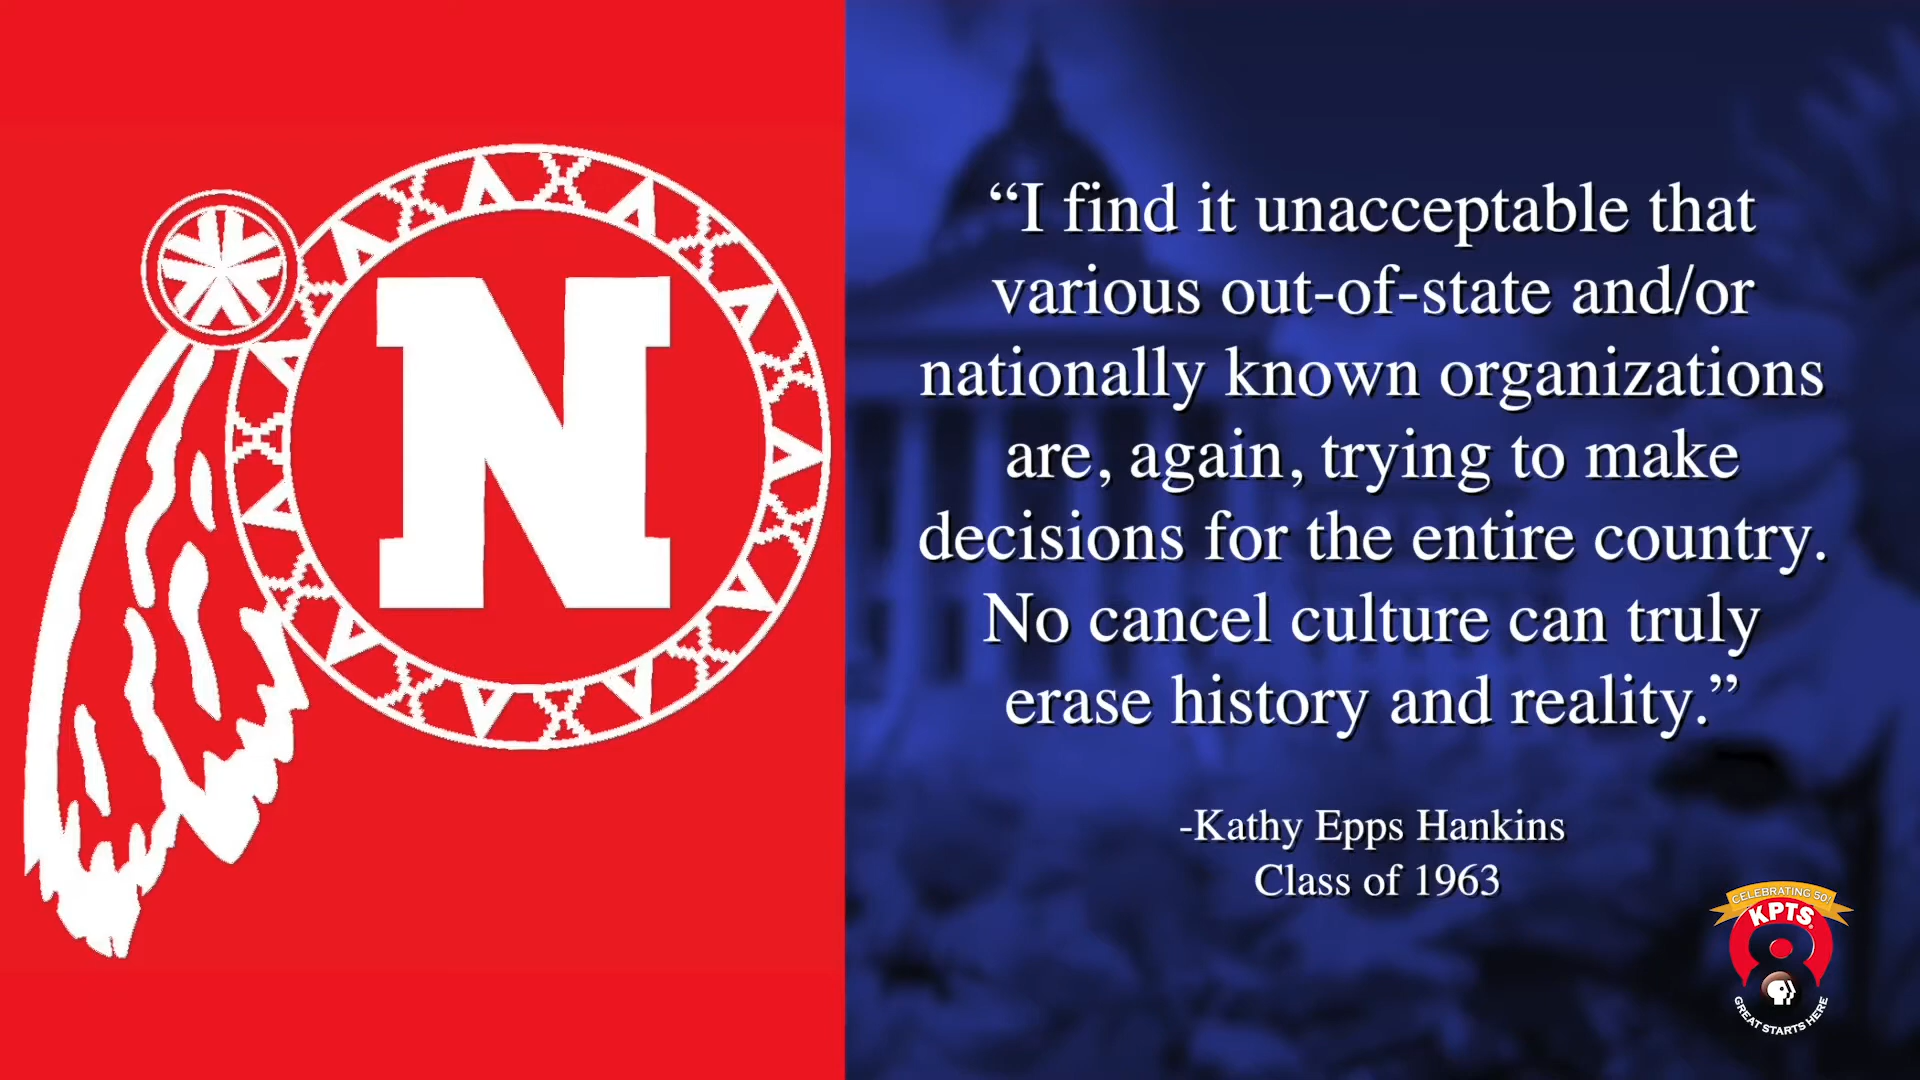 N
“I find it unacceptable that
various out-of-state and/or
nationally known organizations
are, again, trying to make
decisions for the entire country.
No cancel culture can truly
erase history and reality.”
-Kathy Epps Hankins
Class of 1963
CELEBRATING 50!
KPTS
8
GREAT STARTS HERE